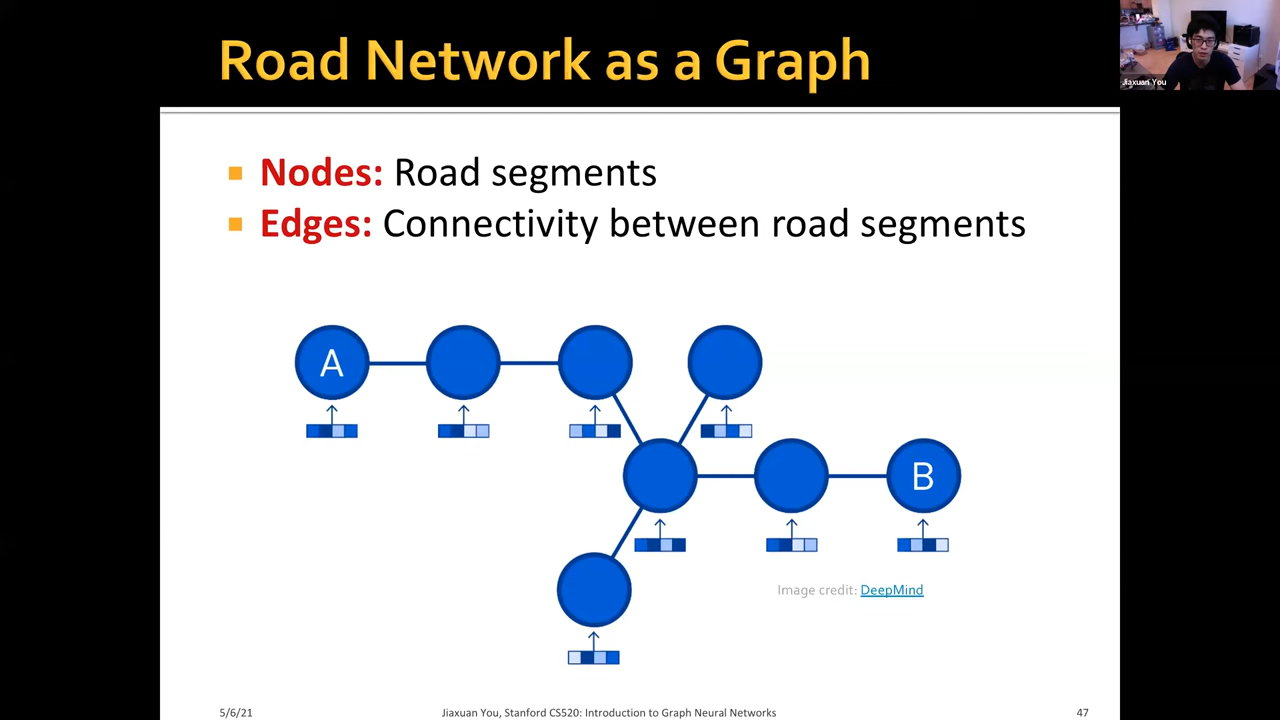 Road Network as a Graph
Jiaxuan You
Nodes: Road segments
Edges: Connectivity between road segments
A
B
Image credit: DeepMind
5/6/21
Jiaxuan You, Stanford CS520: Introduction to Graph Neural Networks
47